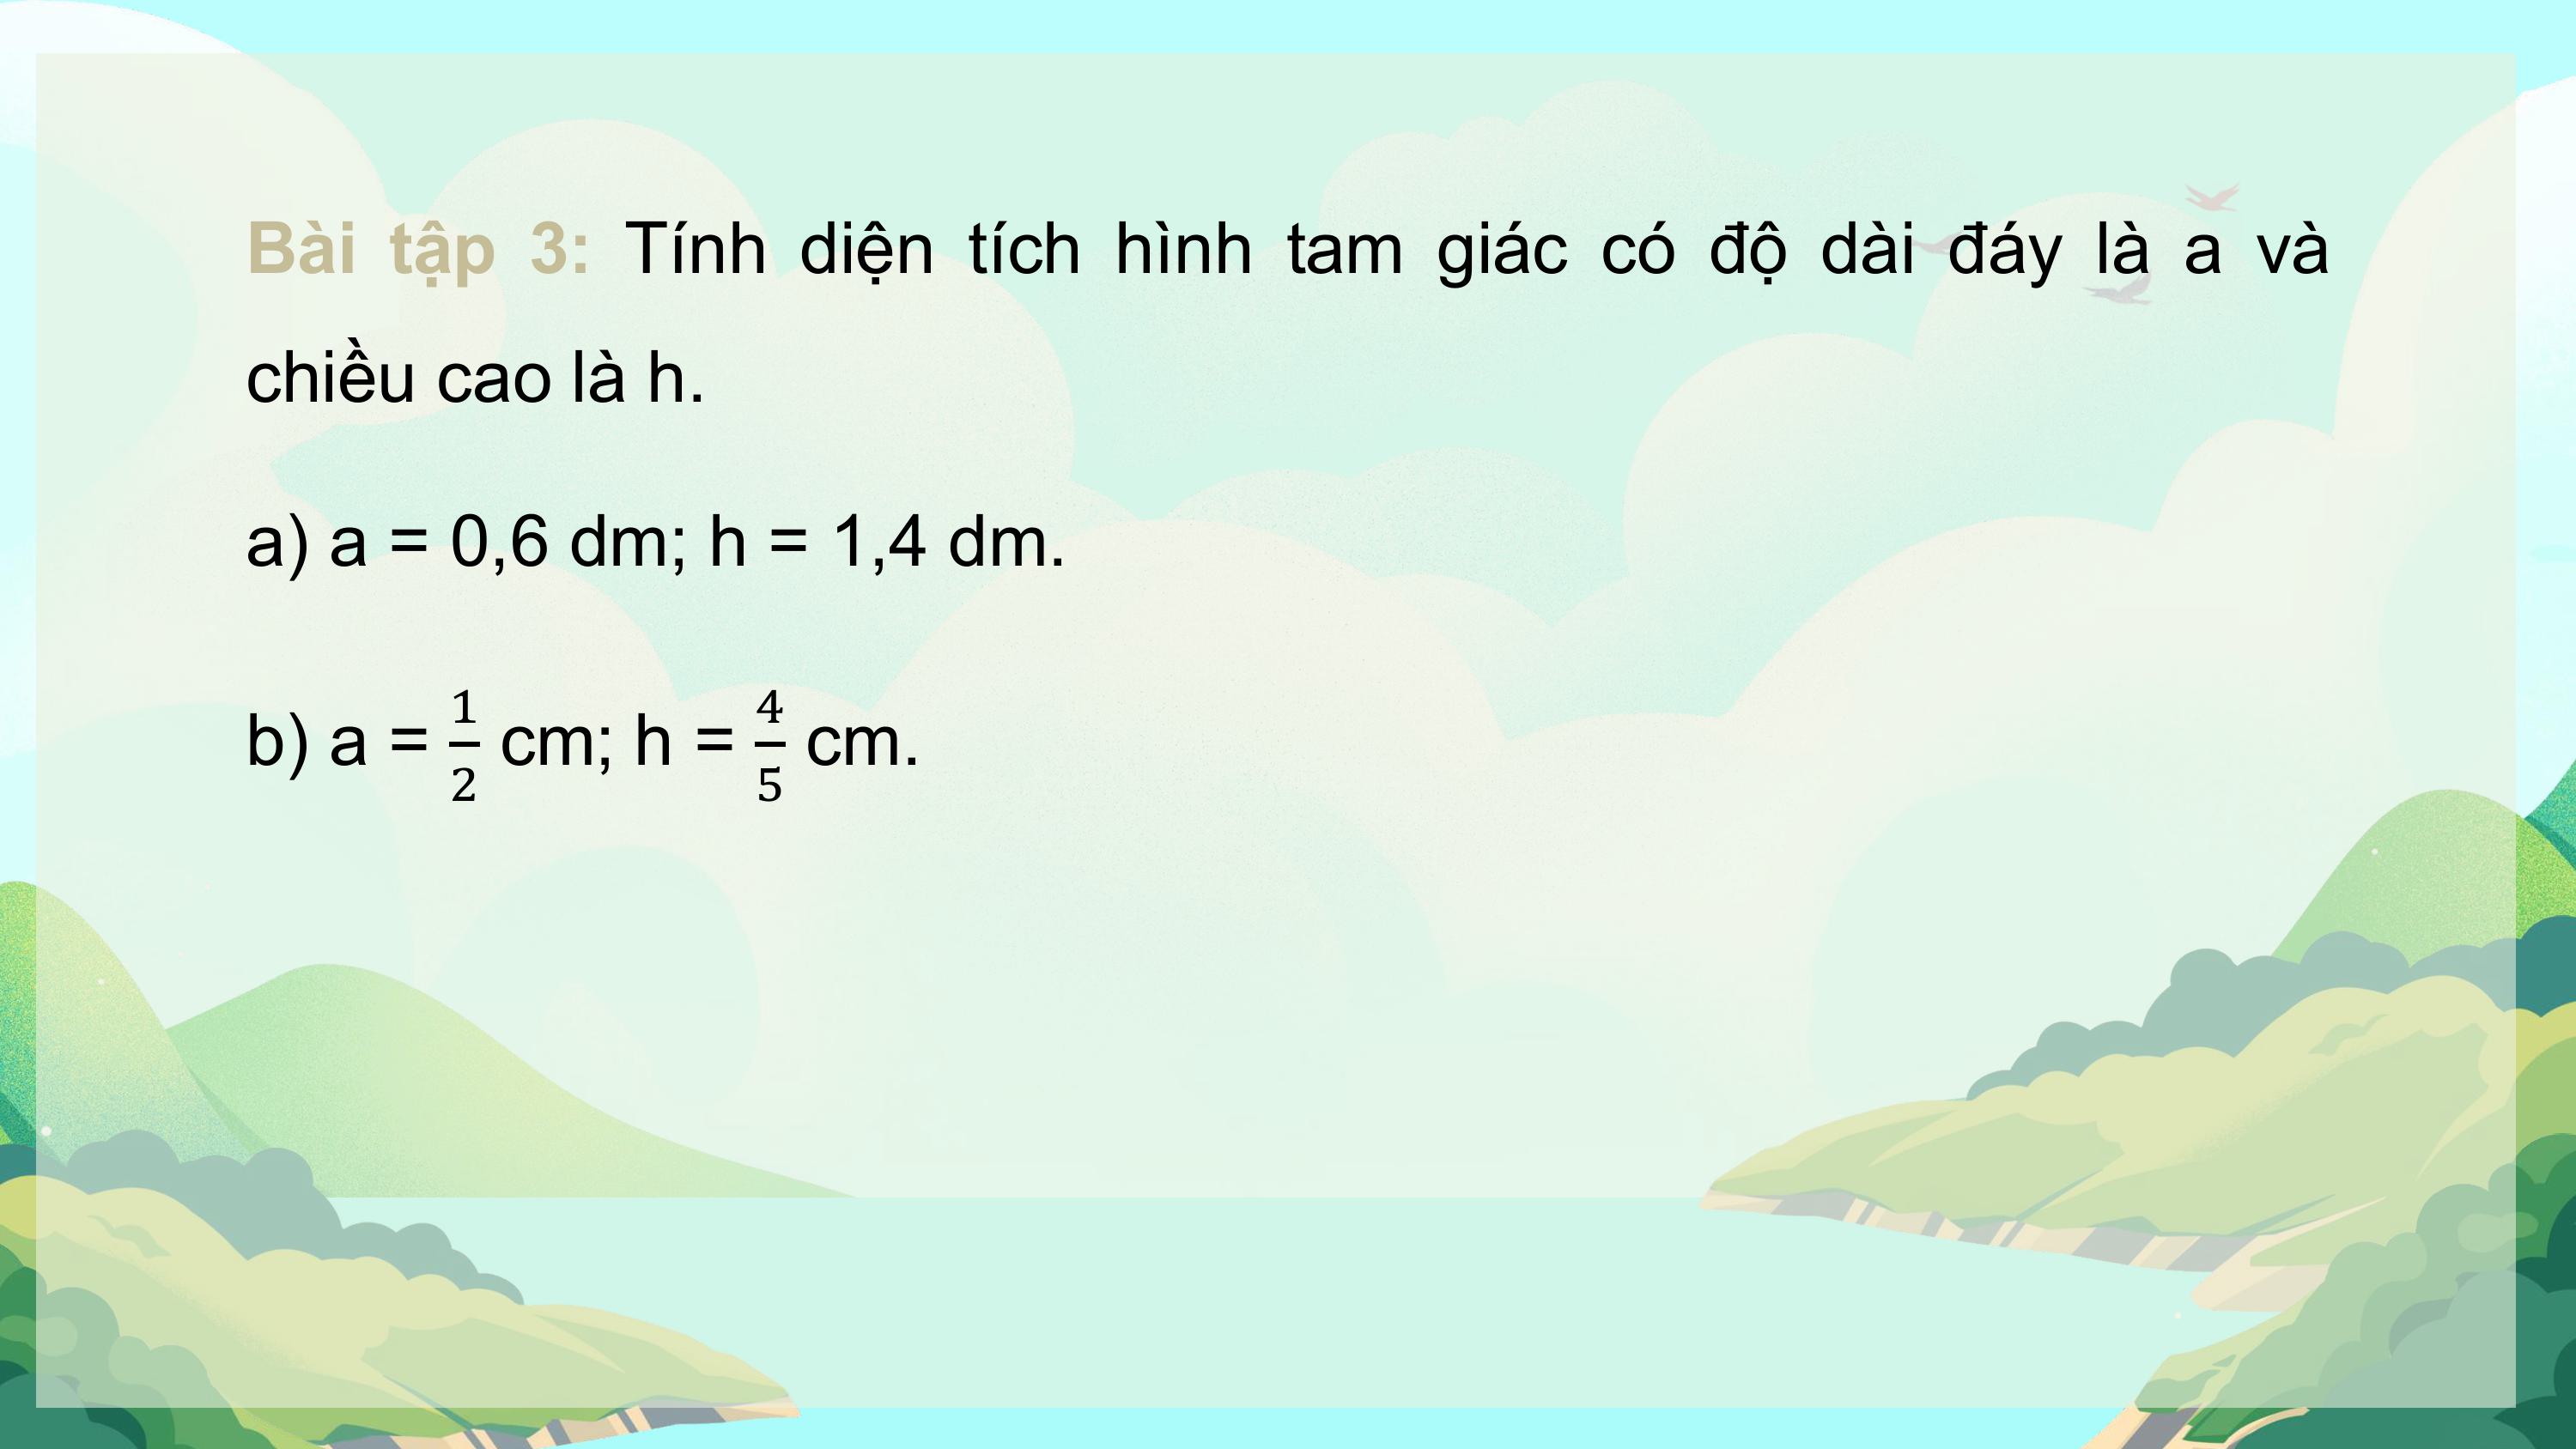 Bài tập 3: Tính diện tích hình tam giác có độ dài đáy là a và
chiều cao là h.
a) a = 0,6 dm; h = 1,4 dm.
b) a = 1/2 cm; h = 4/5 cm.